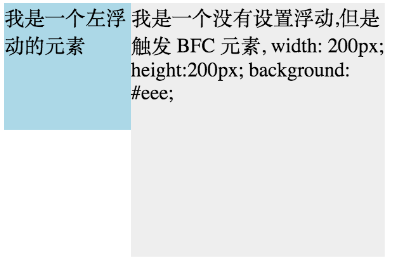 我是一个左浮
动的元素
我是一个没有设置浮动,但是
触发 BFC 元素, width: 200px;
height:200px; background:
#eee;